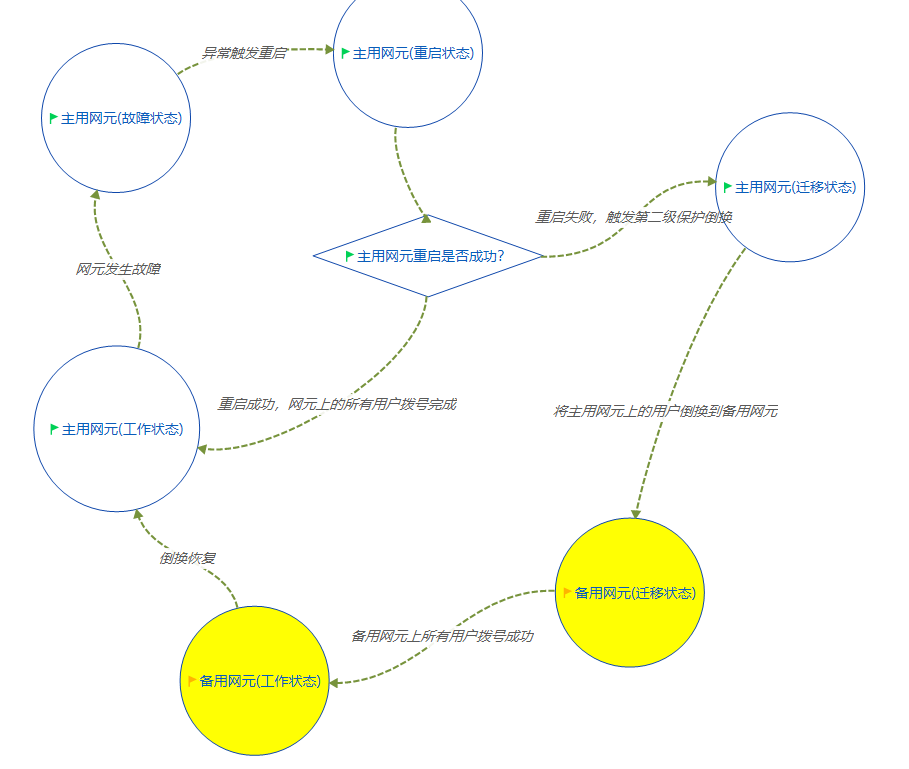 异常触发重启
主用网元(重启状态)
主用网元(故障状态)
主用网元(迁移状态)
重启失败，触发第二级保护倒换
主用网元重启是否成功?
网元发生故障
重启成功，网元上的所有用户拨号完成
将主用网元上的用户倒换到备用网元
主用网元(工作状态)
倒换恢复
备用网元(迁移状态)
备用网元上所有用户拨号成功
备用网元(工作状态)